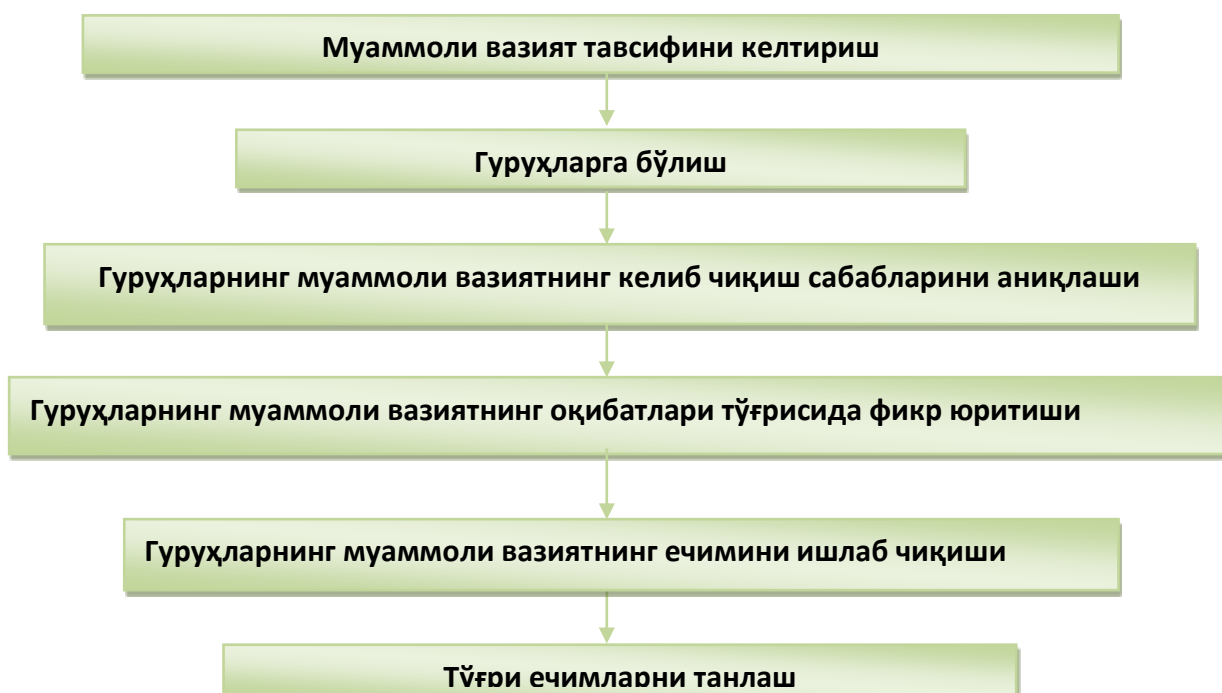 Муаммоли вазият тавсифини келтириш
Гуруҳларга бўлиш
Гуруҳларнинг муаммоли вазиятнинг келиб чиқиш сабабларини аниқлаши
Гуруҳларнинг муаммоли вазиятнинг оқибатлари тўғрисида фикр юритиши
Гуруҳларнинг муаммоли вазиятнинг ечимини ишлаб чиқиши
Тўғри ечимларни танлаш